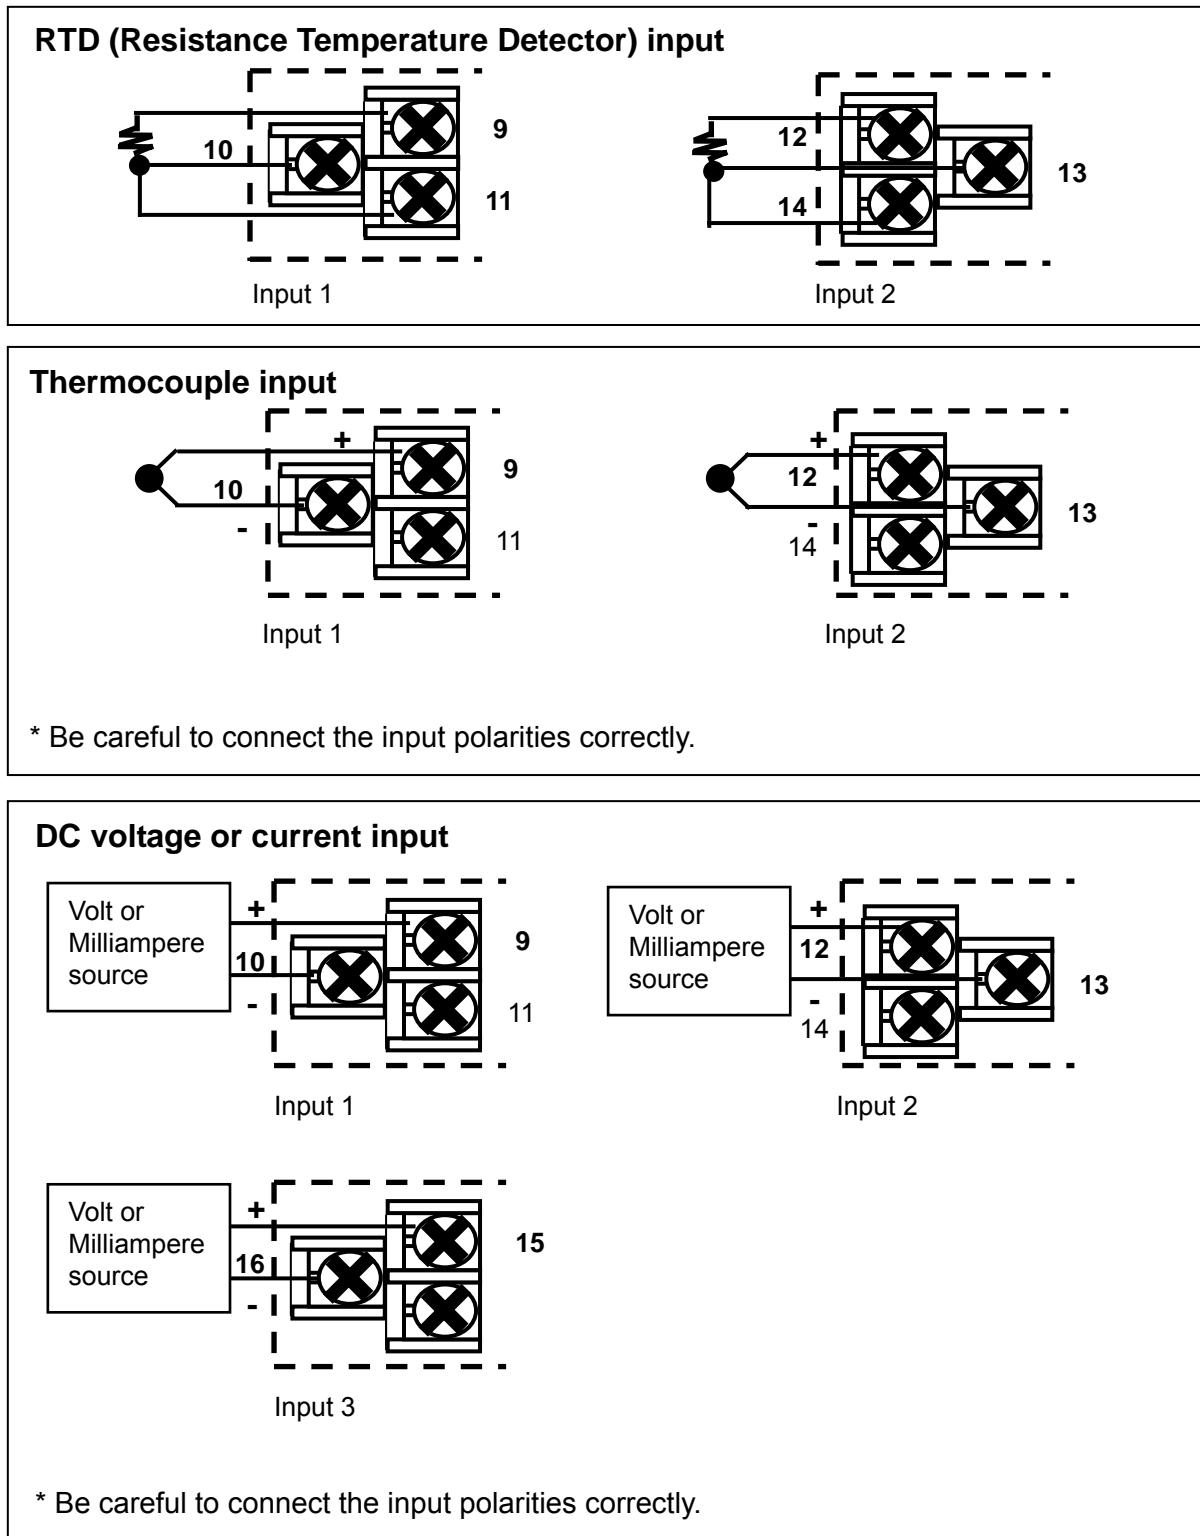 RTD (Resistance Temperature Detector) input
9
10
11
Input 1
12
13
14
Input 2
Thermocouple input
+
9
10
-
11
Input 1
+
12
13
-
14
Input 2
* Be careful to connect the input polarities correctly.
DC voltage or current input
Volt or
Milliampere
source
+
9
10
-
11
Input 1
Volt or
Milliampere
source
+
12
13
-
14
Input 2
Volt or
Milliampere
source
+
15
16
-
Input 3
* Be careful to connect the input polarities correctly.